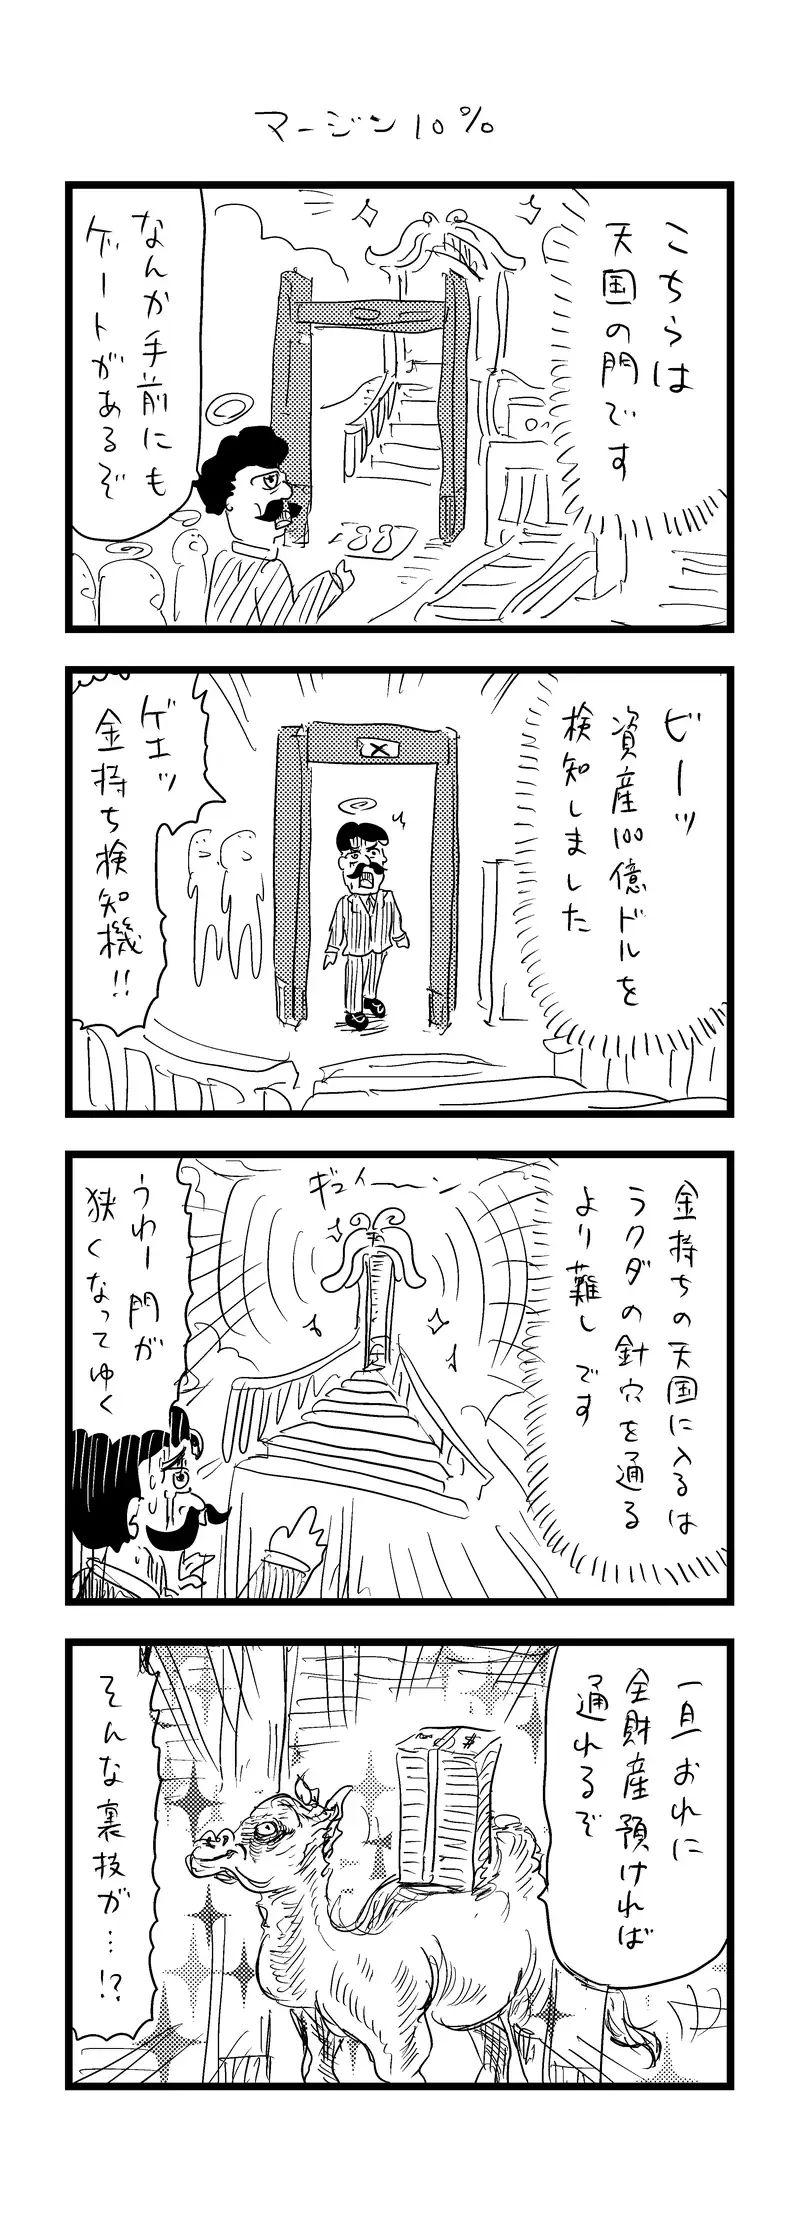 マージン10%
こちらは
天国の門です
なんか手前にも
ゲートがあるぞ
ビーッ
資産100億ドルを
検知しました
ゲエッ
金持ち検知機!!
金持ちの天国に入るは
ラクダの針穴を通る
より難しです
ギュイーーン
うわー門が
狭くなってゆく
一旦おれに
全財産預ければ
通れるぞ
そんな裏技が…!?